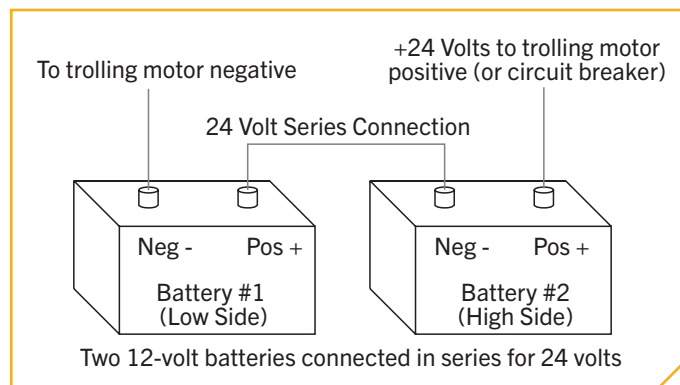 To trolling motor negative
+24 Volts to trolling motor
positive (or circuit breaker)
24 Volt Series Connection
Neg -
Pos +
Battery #1
(Low Side)
Neg -
Pos +
Battery #2
(High Side)
Two 12-volt batteries connected in series for 24 volts